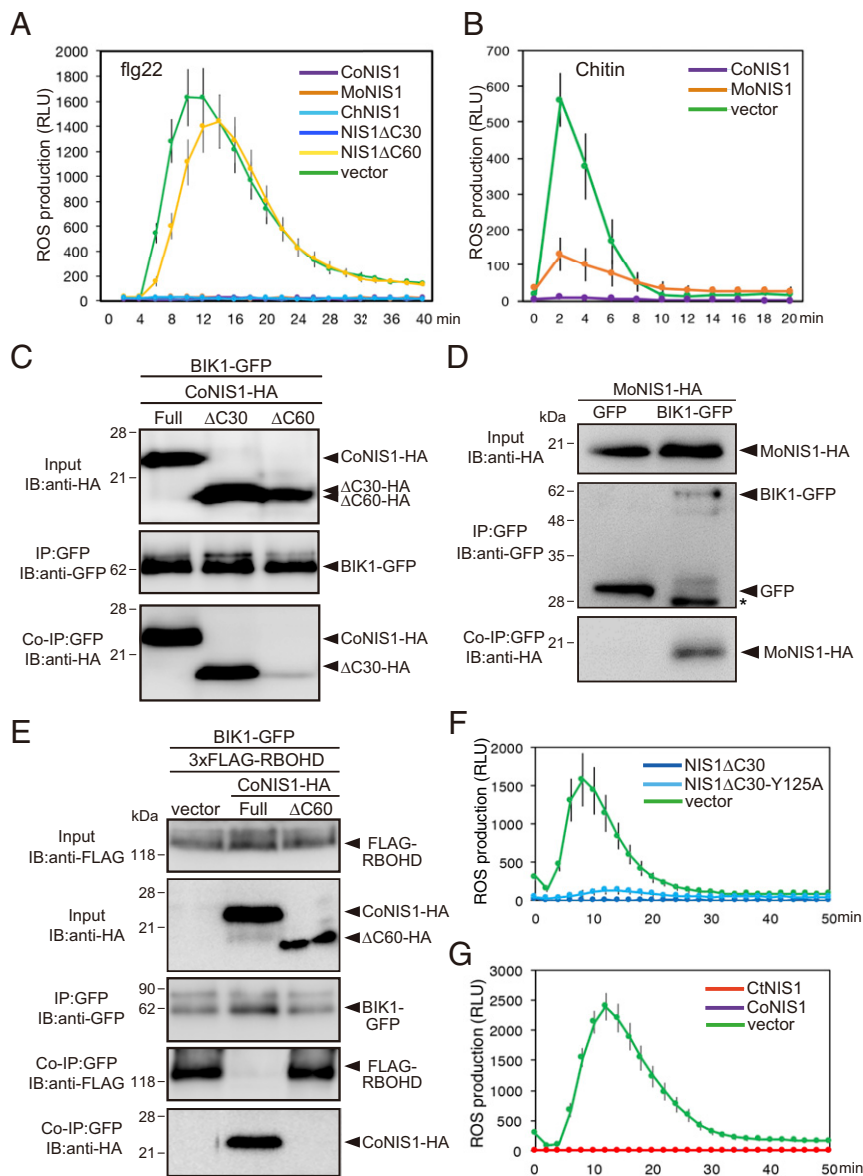 A
ROS production (RLU)
2000
1800
1600
1400
1200
1000
800
600
400
200
0
flg22
CoNIS1
MoNIS1
ChNIS1
NIS1ΔC30
NIS1ΔC60
vector
0 4 8 12 16 20 24 28 32 36 40 min
B
ROS production (RLU)
700
600
500
400
300
200
100
0
Chitin
CoNIS1
MoNIS1
vector
0 2 4 6 8 10 12 14 16 18 20 min
C
BIK1-GFP
CoNIS1-HA
Full ΔC30 ΔC60
28
21
Input
IB:anti-HA
CoNIS1-HA
ΔC30-HA
ΔC60-HA
IP:GFP
IB:anti-GFP
62
BIK1-GFP
28
21
Co-IP:GFP
IB:anti-HA
CoNIS1-HA
ΔC30-HA
D
MoNIS1-HA
kDa GFP BIK1-GFP
Input
IB:anti-HA
21
MoNIS1-HA
62
48
35
28
IP:GFP
IB:anti-GFP
BIK1-GFP
GFP
*
Co-IP:GFP
IB:anti-HA
21
MoNIS1-HA
E
BIK1-GFP
3xFLAG-RBOHD
CoNIS1-HA
kDa vector Full ΔC60
Input
IB:anti-FLAG
118
FLAG-
RBOHD
Input
IB:anti-HA
28
21
CoNIS1-HA
ΔC60-HA
IP:GFP
IB:anti-GFP
90
62
BIK1-
GFP
Co-IP:GFP
IB:anti-FLAG
118
FLAG-
RBOHD
Co-IP:GFP
IB:anti-HA
28
21
CoNIS1-HA
F
ROS production (RLU)
2000
1500
1000
500
0
NIS1ΔC30
NIS1ΔC30-Y125A
vector
0 10 20 30 40 50 min
G
ROS production (RLU)
3000
2500
2000
1500
1000
500
0
CtNIS1
CoNIS1
vector
0 10 20 30 40 50 min